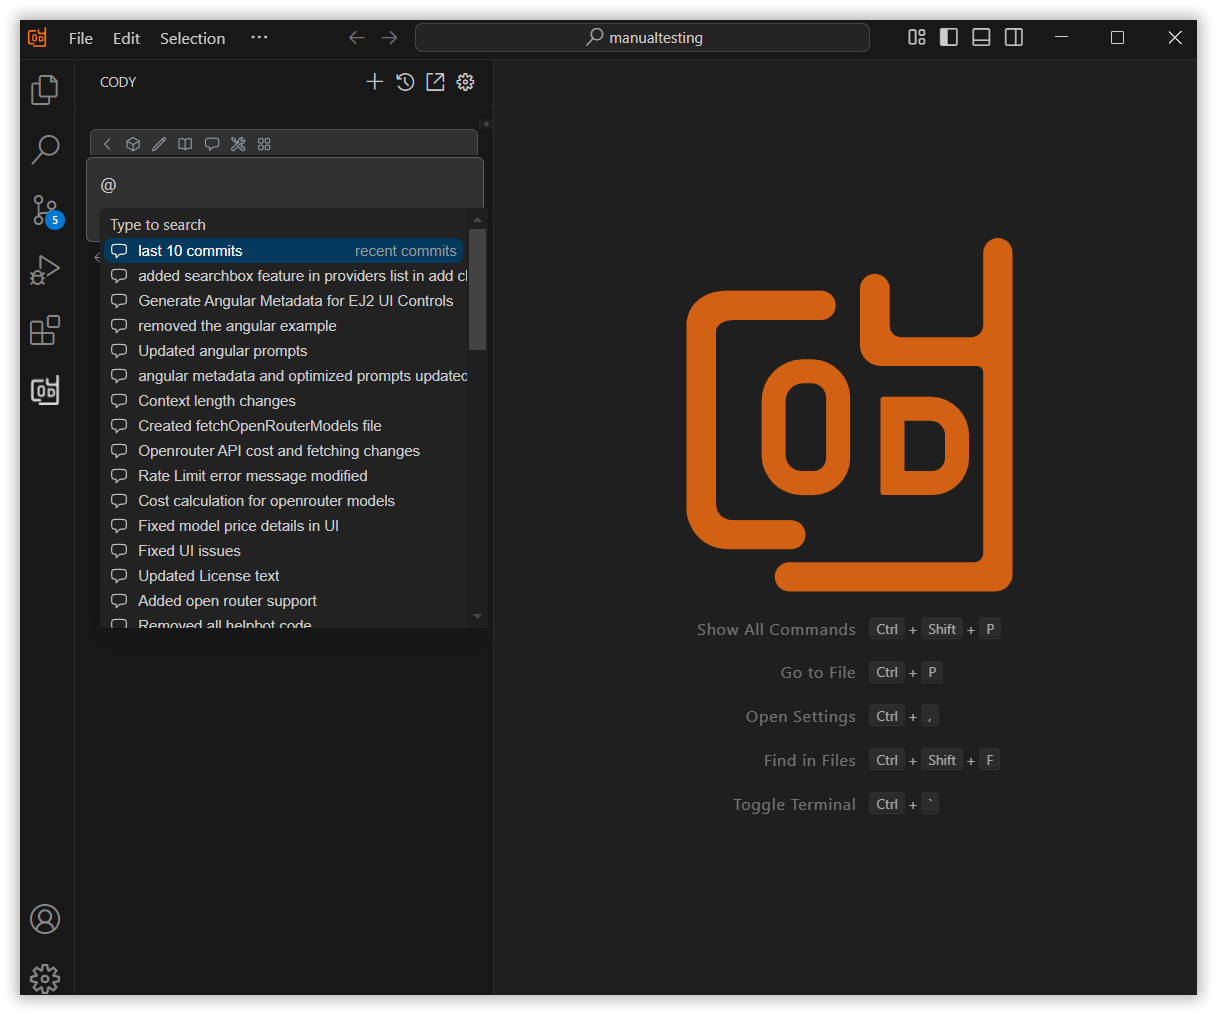 File Edit Selection ··· manualtesting
CODY
@
Type to search
last 10 commits recent commits
added searchbox feature in providers list in add cl
Generate Angular Metadata for EJ2 UI Controls
removed the angular example
Updated angular prompts
angular metadata and optimized prompts updated
Context length changes
Created fetchOpenRouterModels file
Openrouter API cost and fetching changes
Rate Limit error message modified
Cost calculation for openrouter models
Fixed model price details in UI
Fixed UI issues
Updated License text
Added open router support
Removed all helpbot code
5
OD
Show All Commands Ctrl + Shift + P
Go to File Ctrl + P
Open Settings Ctrl + ,
Find in Files Ctrl + Shift + F
Toggle Terminal Ctrl + `